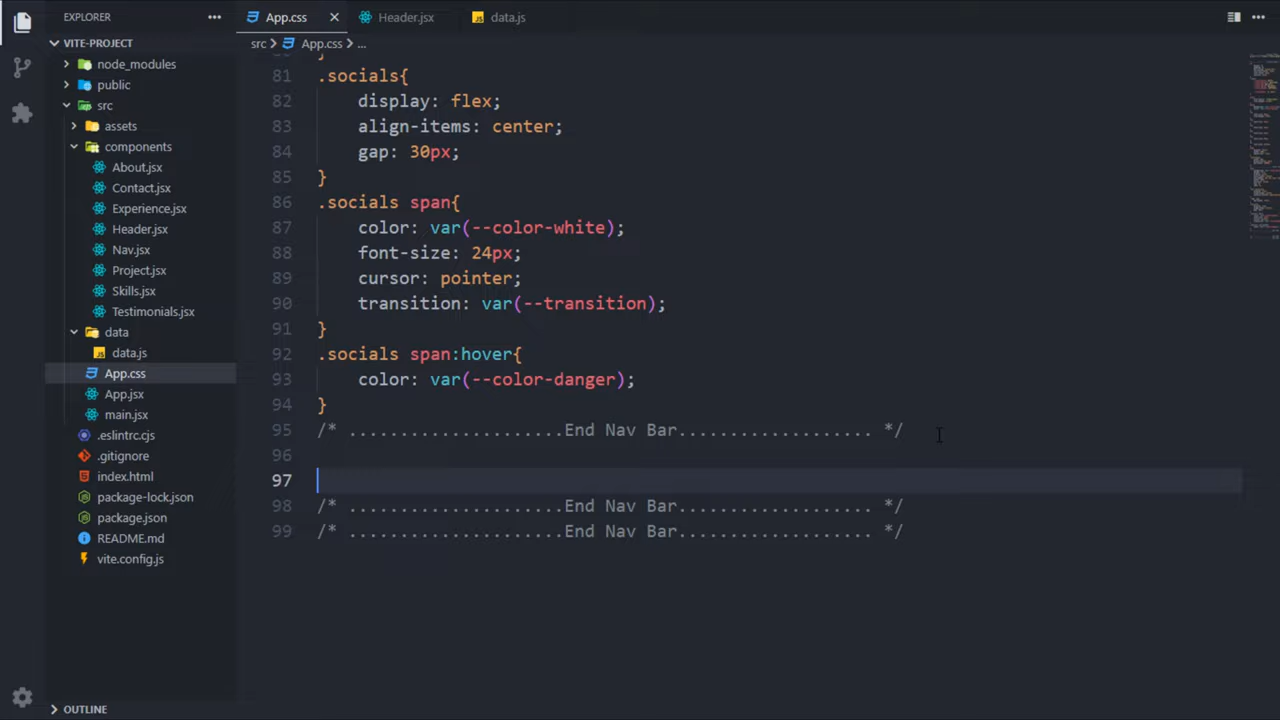 EXPLORER
App.css
Header.jsx
data.js
VITE-PROJECT
src
App.css
...
node_modules
public
src
assets
components
About.jsx
Contact.jsx
Experience.jsx
Header.jsx
Nav.jsx
Project.jsx
Skills.jsx
Testimonials.jsx
data
data.js
App.css
App.jsx
main.jsx
.eslintrc.cjs
.gitignore
index.html
package-lock.json
package.json
README.md
vite.config.js
OUTLINE
81 .socials{
82 display: flex;
83 align-items: center;
84 gap: 30px;
85 }
86 .socials span{
87 color: var(--color-white);
88 font-size: 24px;
89 cursor: pointer;
90 transition: var(--transition);
91 }
92 .socials span:hover{
93 color: var(--color-danger);
94 }
95 /* .....................End Nav Bar................... */
96
97
98 /* .....................End Nav Bar................... */
99 /* .....................End Nav Bar................... */